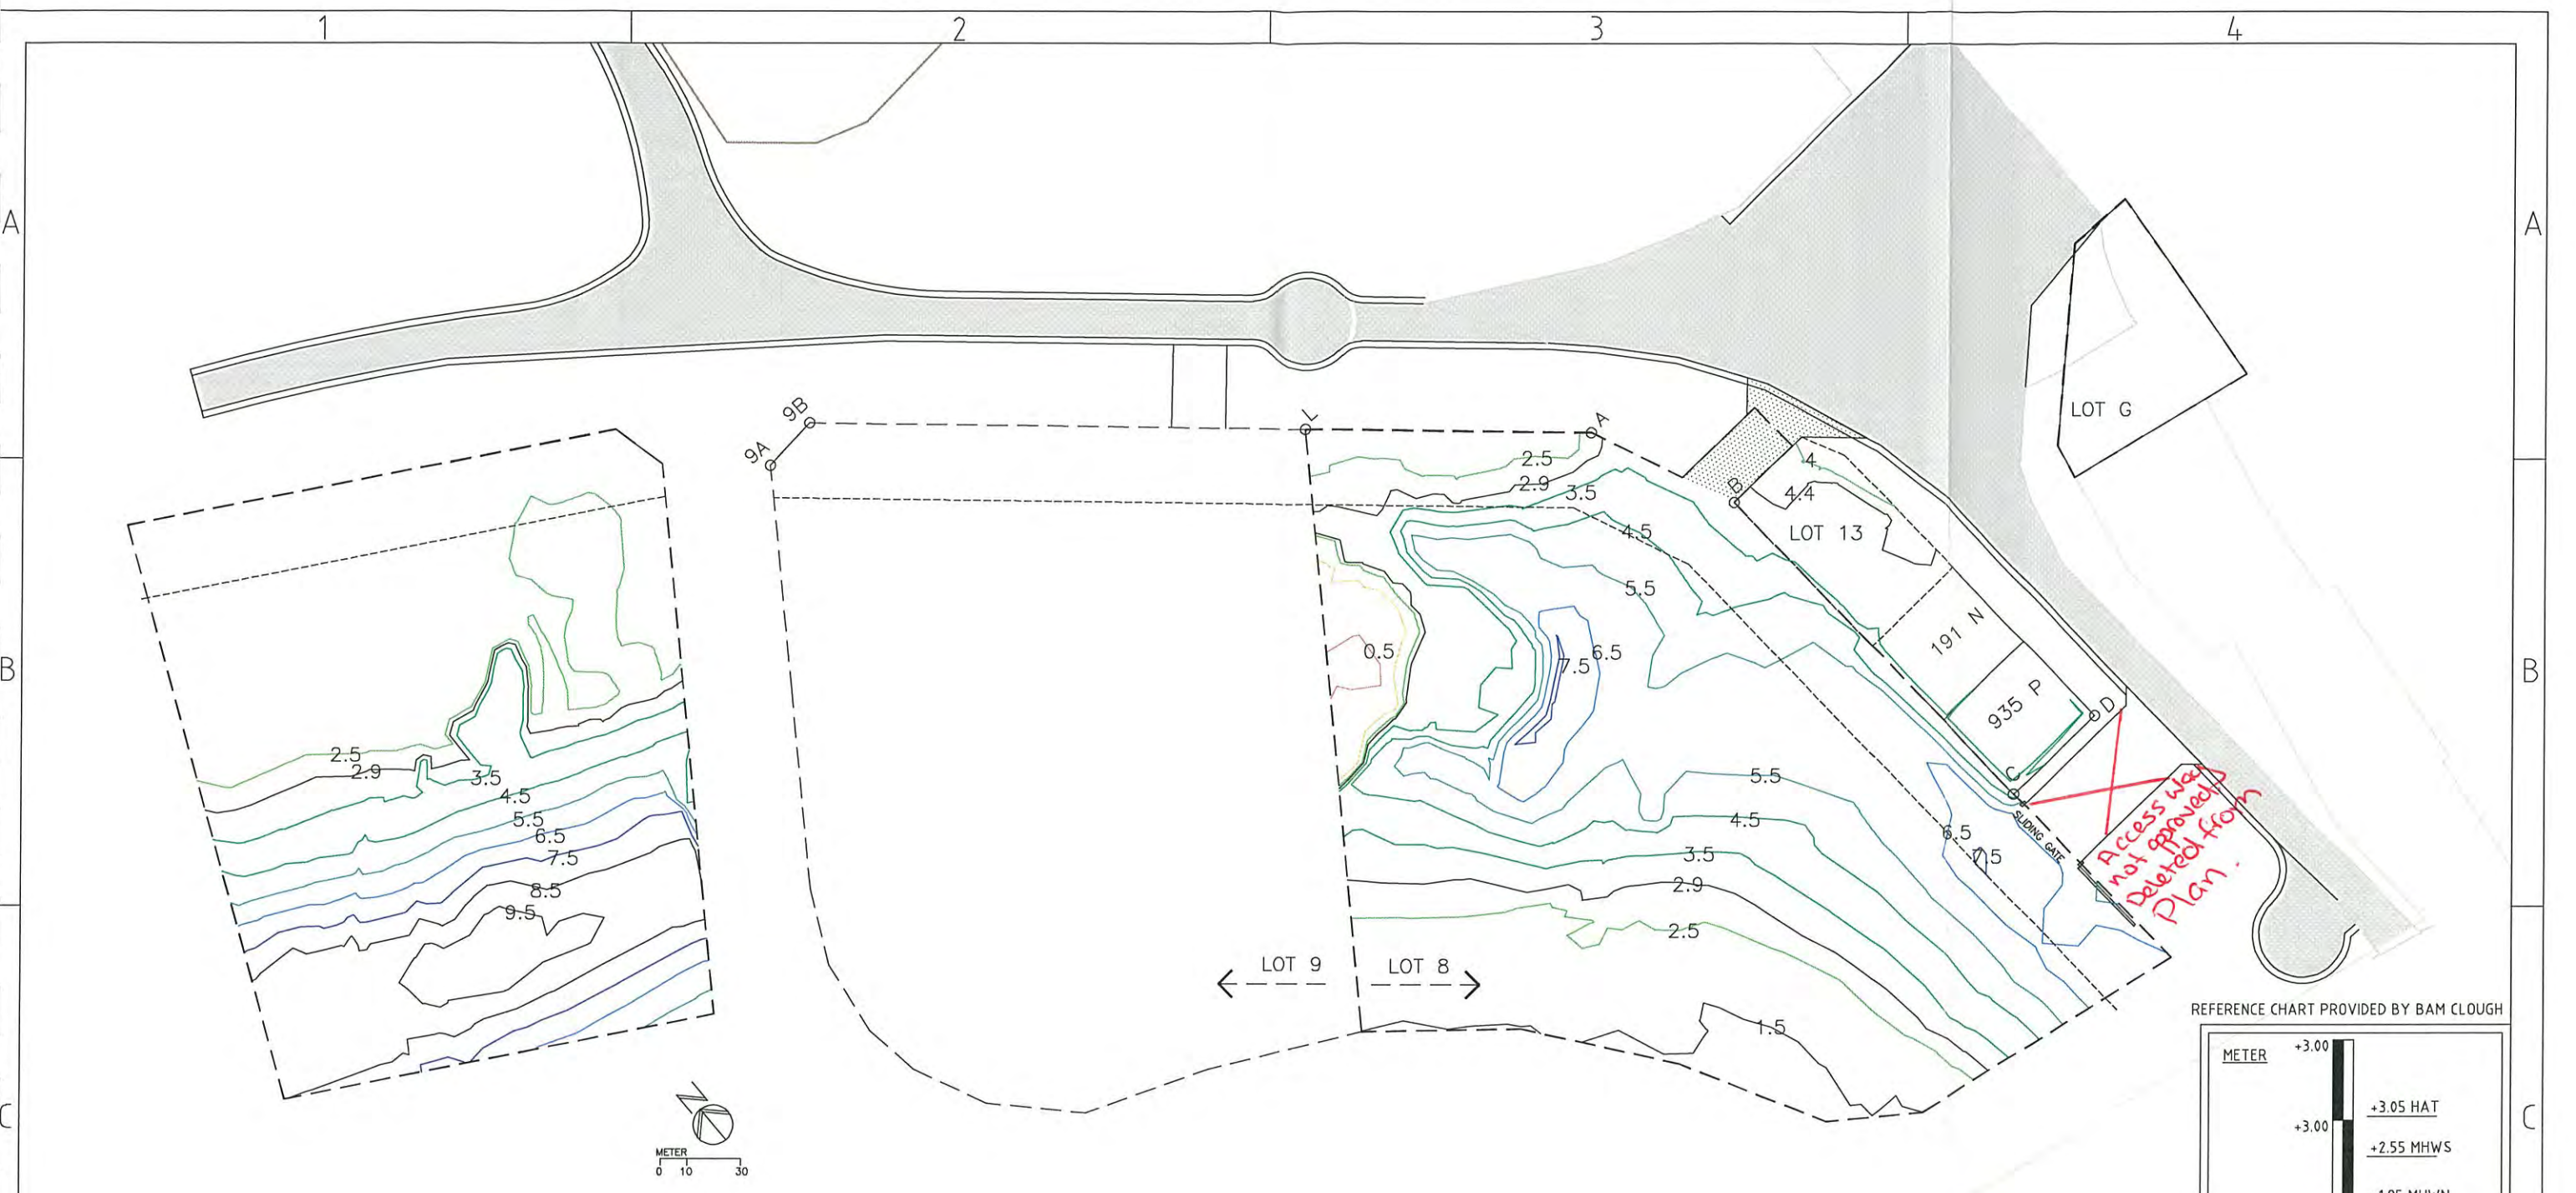 1
2
3
4
A
A
B
B
C
C
LOT G
9B
9A
L
A
B
2.5
2.9
3.5
4.5
5.5
4
4.4
LOT 13
191 N
935 P
D
C
0.5
7.5
6.5
SLIDING GATE
Access Way
not approved
Deleted from
Plan.
2.5
2.9
3.5
4.5
5.5
6.5
7.5
8.5
9.5
5.5
4.5
3.5
2.9
2.5
1.5
6.5
7.5
LOT 9
LOT 8
N
METER
0 10 30
REFERENCE CHART PROVIDED BY BAM CLOUGH
METER
+3.00
+3.05 HAT
+3.00
+2.55 MHWS